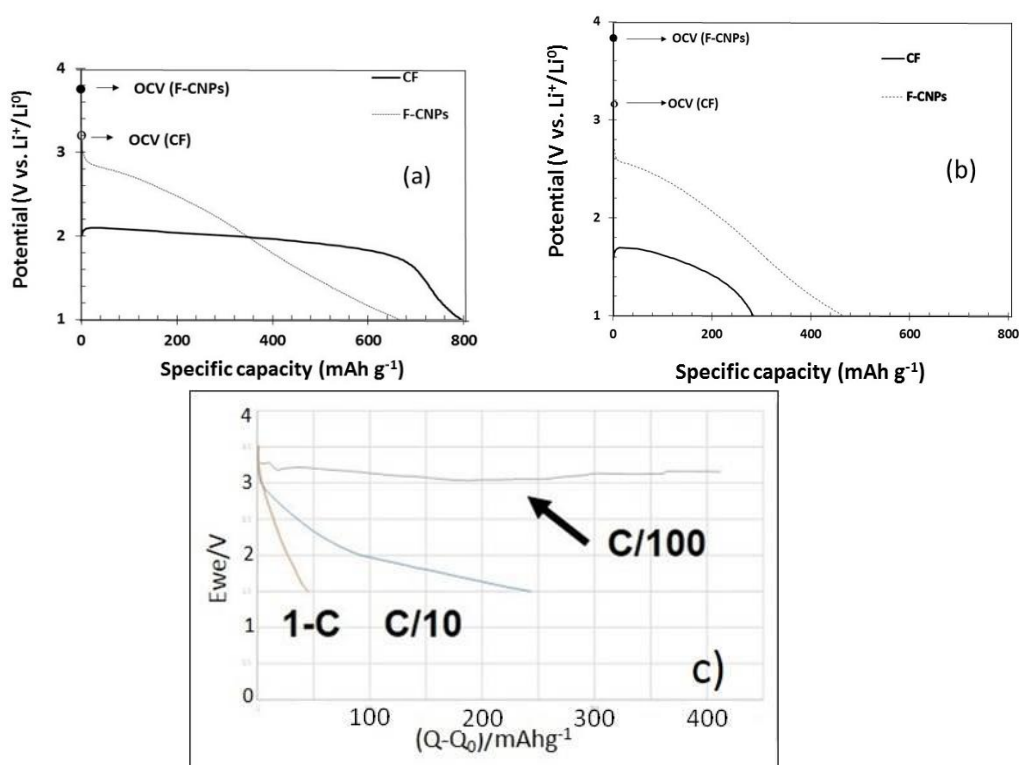 4
3
2
1
0
200
400
600
800
Potential (V vs. Li⁺/Li⁰)
Specific capacity (mAh g⁻¹)
OCV (F-CNPs)
OCV (CF)
CF
F-CNPs
(a)
4
3
2
1
0
200
400
600
800
Potential (V vs. Li⁺/Li⁰)
Specific capacity (mAh g⁻¹)
OCV (F-CNPs)
OCV (CF)
CF
F-CNPs
(b)
4
3
2
1
0
Ewe/V
C/100
1-C
C/10
c)
100
200
300
400
(Q-Q₀)/mAhg⁻¹